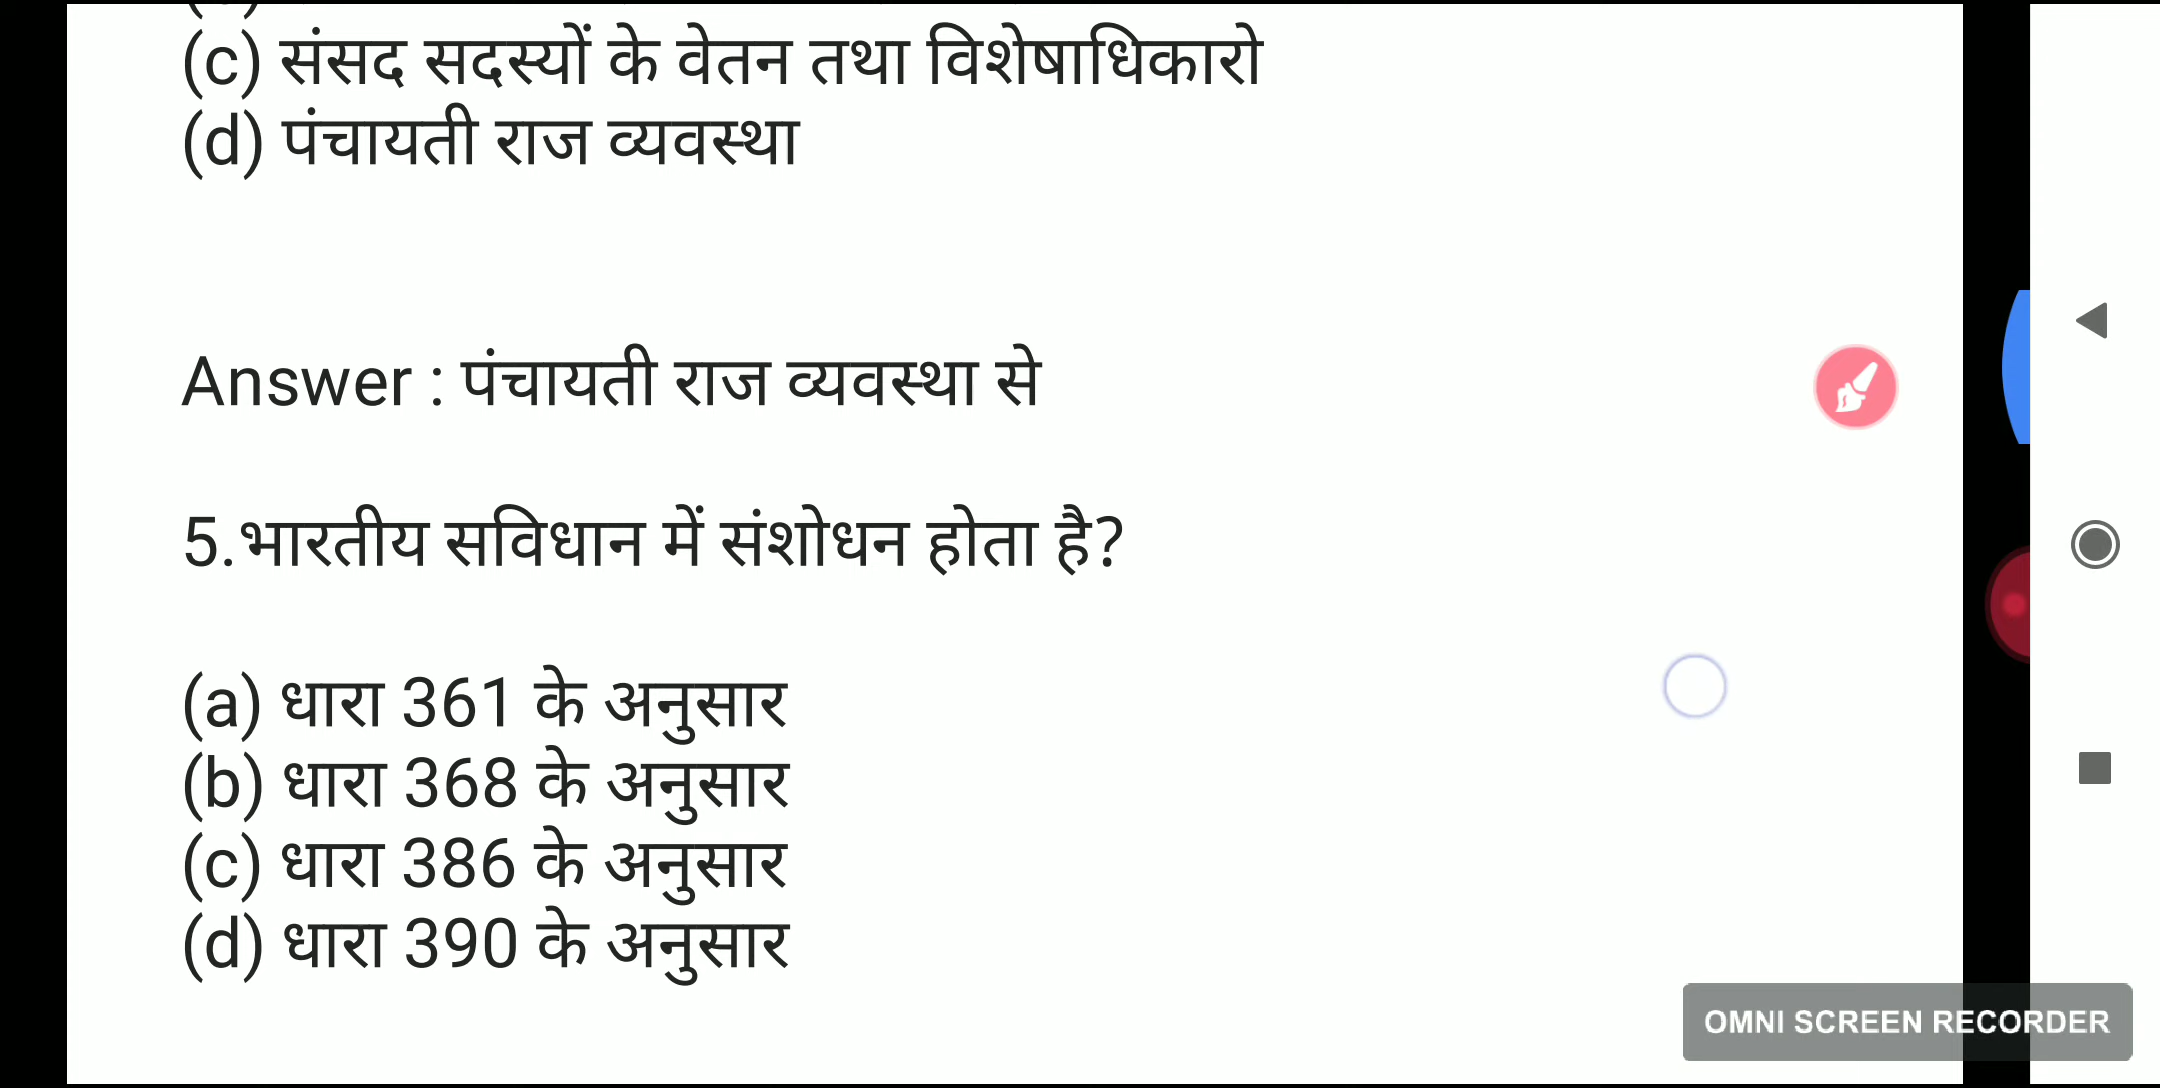 (c) संसद सदस्यों के वेतन तथा विशेषाधिकारो
(d) पंचायती राज व्यवस्था
Answer : पंचायती राज व्यवस्था से
5.भारतीय सविधान में संशोधन होता है?
(a) धारा 361 के अनुसार
(b) धारा 368 के अनुसार
(c) धारा 386 के अनुसार
(d) धारा 390 के अनुसार
OMNI SCREEN RECORDER